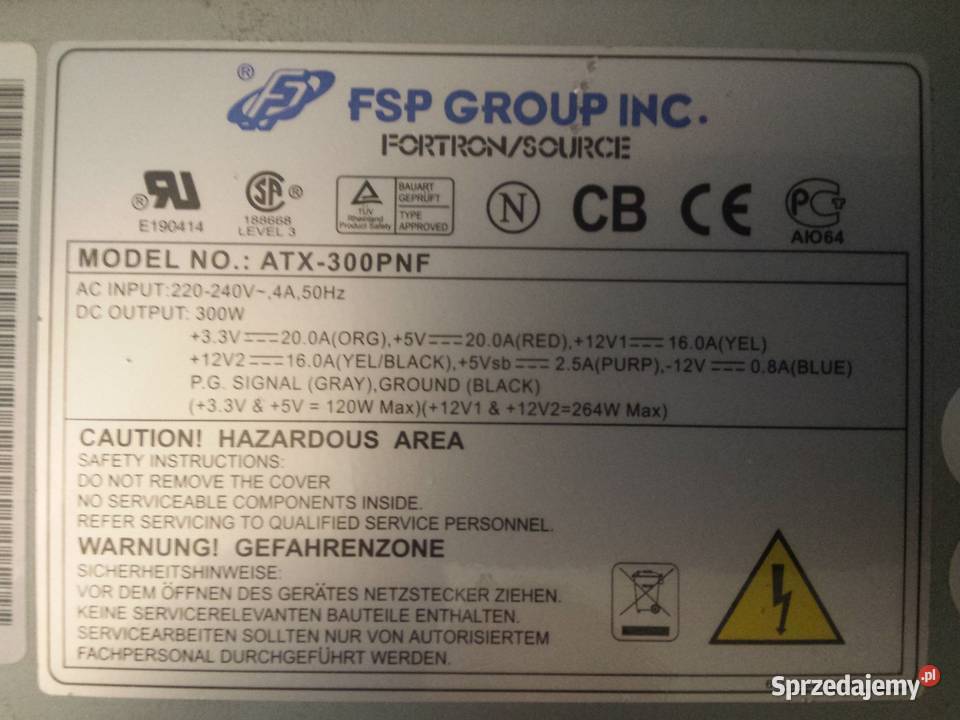 ® FSP GROUP INC.
FORTRON/SOURCE
® RU SA ® BAUART GEPRÜFT
E190414 188668 LEVEL 3 TÜV Rheinland Product Safety TYPE APPROVED N CB CE PCT АЮ64
MODEL NO.: ATX-300PNF
AC INPUT:220-240V~,4A,50Hz
DC OUTPUT: 300W
+3.3V⎓20.0A(ORG),+5V⎓20.0A(RED),+12V1⎓16.0A(YEL)
+12V2⎓16.0A(YEL/BLACK),+5Vsb⎓2.5A(PURP),-12V⎓0.8A(BLUE)
P.G. SIGNAL (GRAY),GROUND (BLACK)
(+3.3V & +5V = 120W Max)(+12V1 & +12V2=264W Max)
CAUTION! HAZARDOUS AREA
SAFETY INSTRUCTIONS:
DO NOT REMOVE THE COVER
NO SERVICEABLE COMPONENTS INSIDE.
REFER SERVICING TO QUALIFIED SERVICE PERSONNEL.
WARNUNG! GEFAHRENZONE
SICHERHEITSHINWEISE:
VOR DEM ÖFFNEN DES GERÄTES NETZSTECKER ZIEHEN.
KEINE SERVICERELEVANTEN BAUTEILE ENTHALTEN.
SERVICEARBEITEN SOLLTEN NUR VON AUTORISIERTEM
FACHPERSONAL DURCHGEFÜHRT WERDEN.
Sprzedajemy.pl